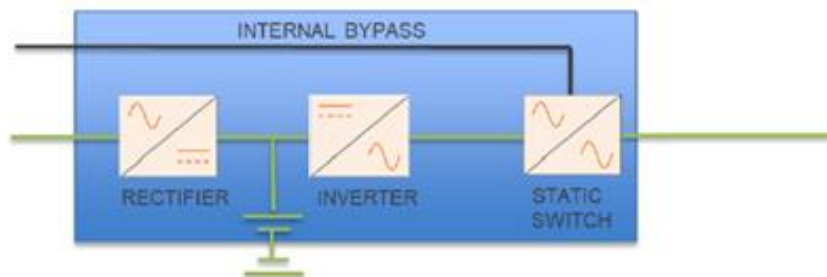 INTERNAL BYPASS
RECTIFIER
INVERTER
STATIC
SWITCH